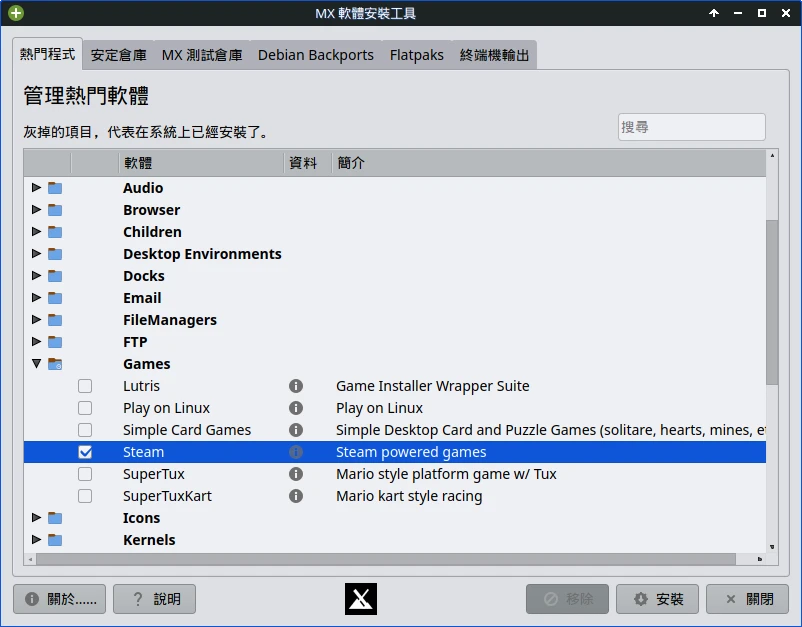 MX 軟體安裝工具
熱門程式 安定倉庫 MX 測試倉庫 Debian Backports Flatpaks 終端機輸出
管理熱門軟體
灰掉的項目，代表在系統上已經安裝了。
搜尋
軟體 資料 簡介
Audio
Browser
Children
Desktop Environments
Docks
Email
FileManagers
FTP
Games
Lutris Game Installer Wrapper Suite
Play on Linux Play on Linux
Simple Card Games Simple Desktop Card and Puzzle Games (solitaire, hearts, mines, e
Steam Steam powered games
SuperTux Mario style platform game w/ Tux
SuperTuxKart Mario kart style racing
Icons
Kernels
關於...... 說明 移除 安裝 關閉